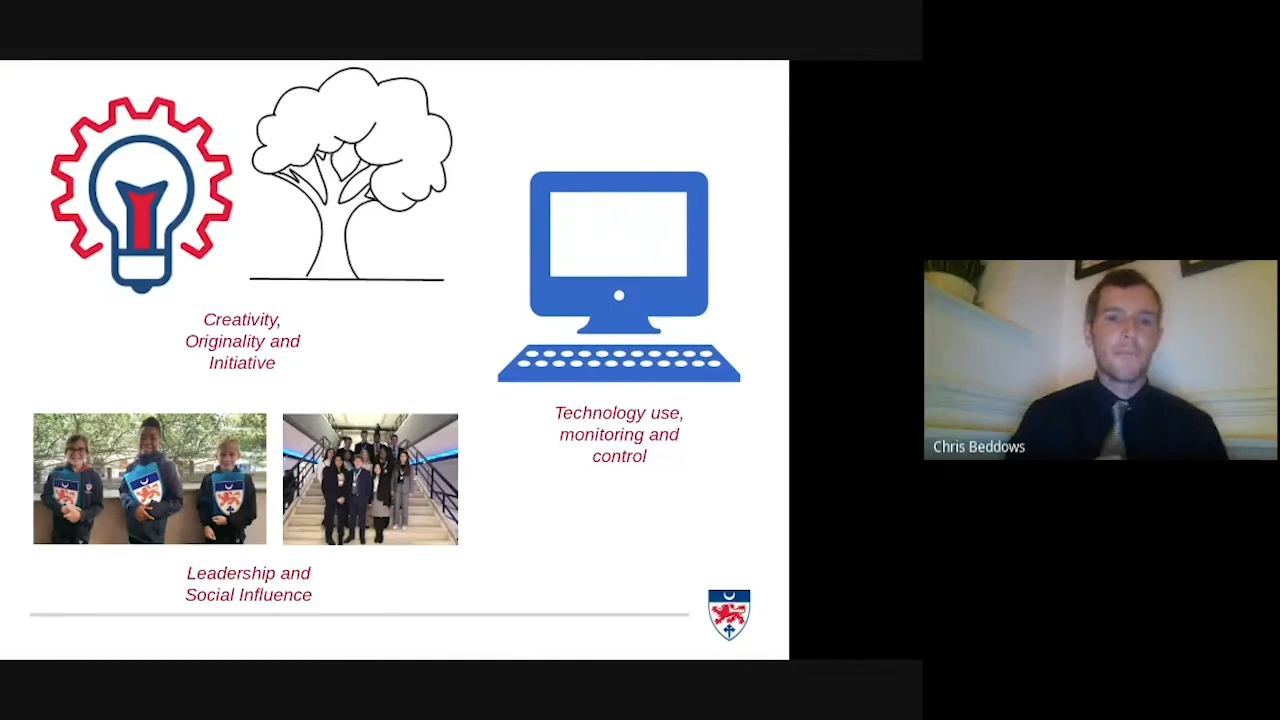 Creativity,
Originality and
Initiative
Technology use,
monitoring and
control
Leadership and
Social Influence
Chris Beddows